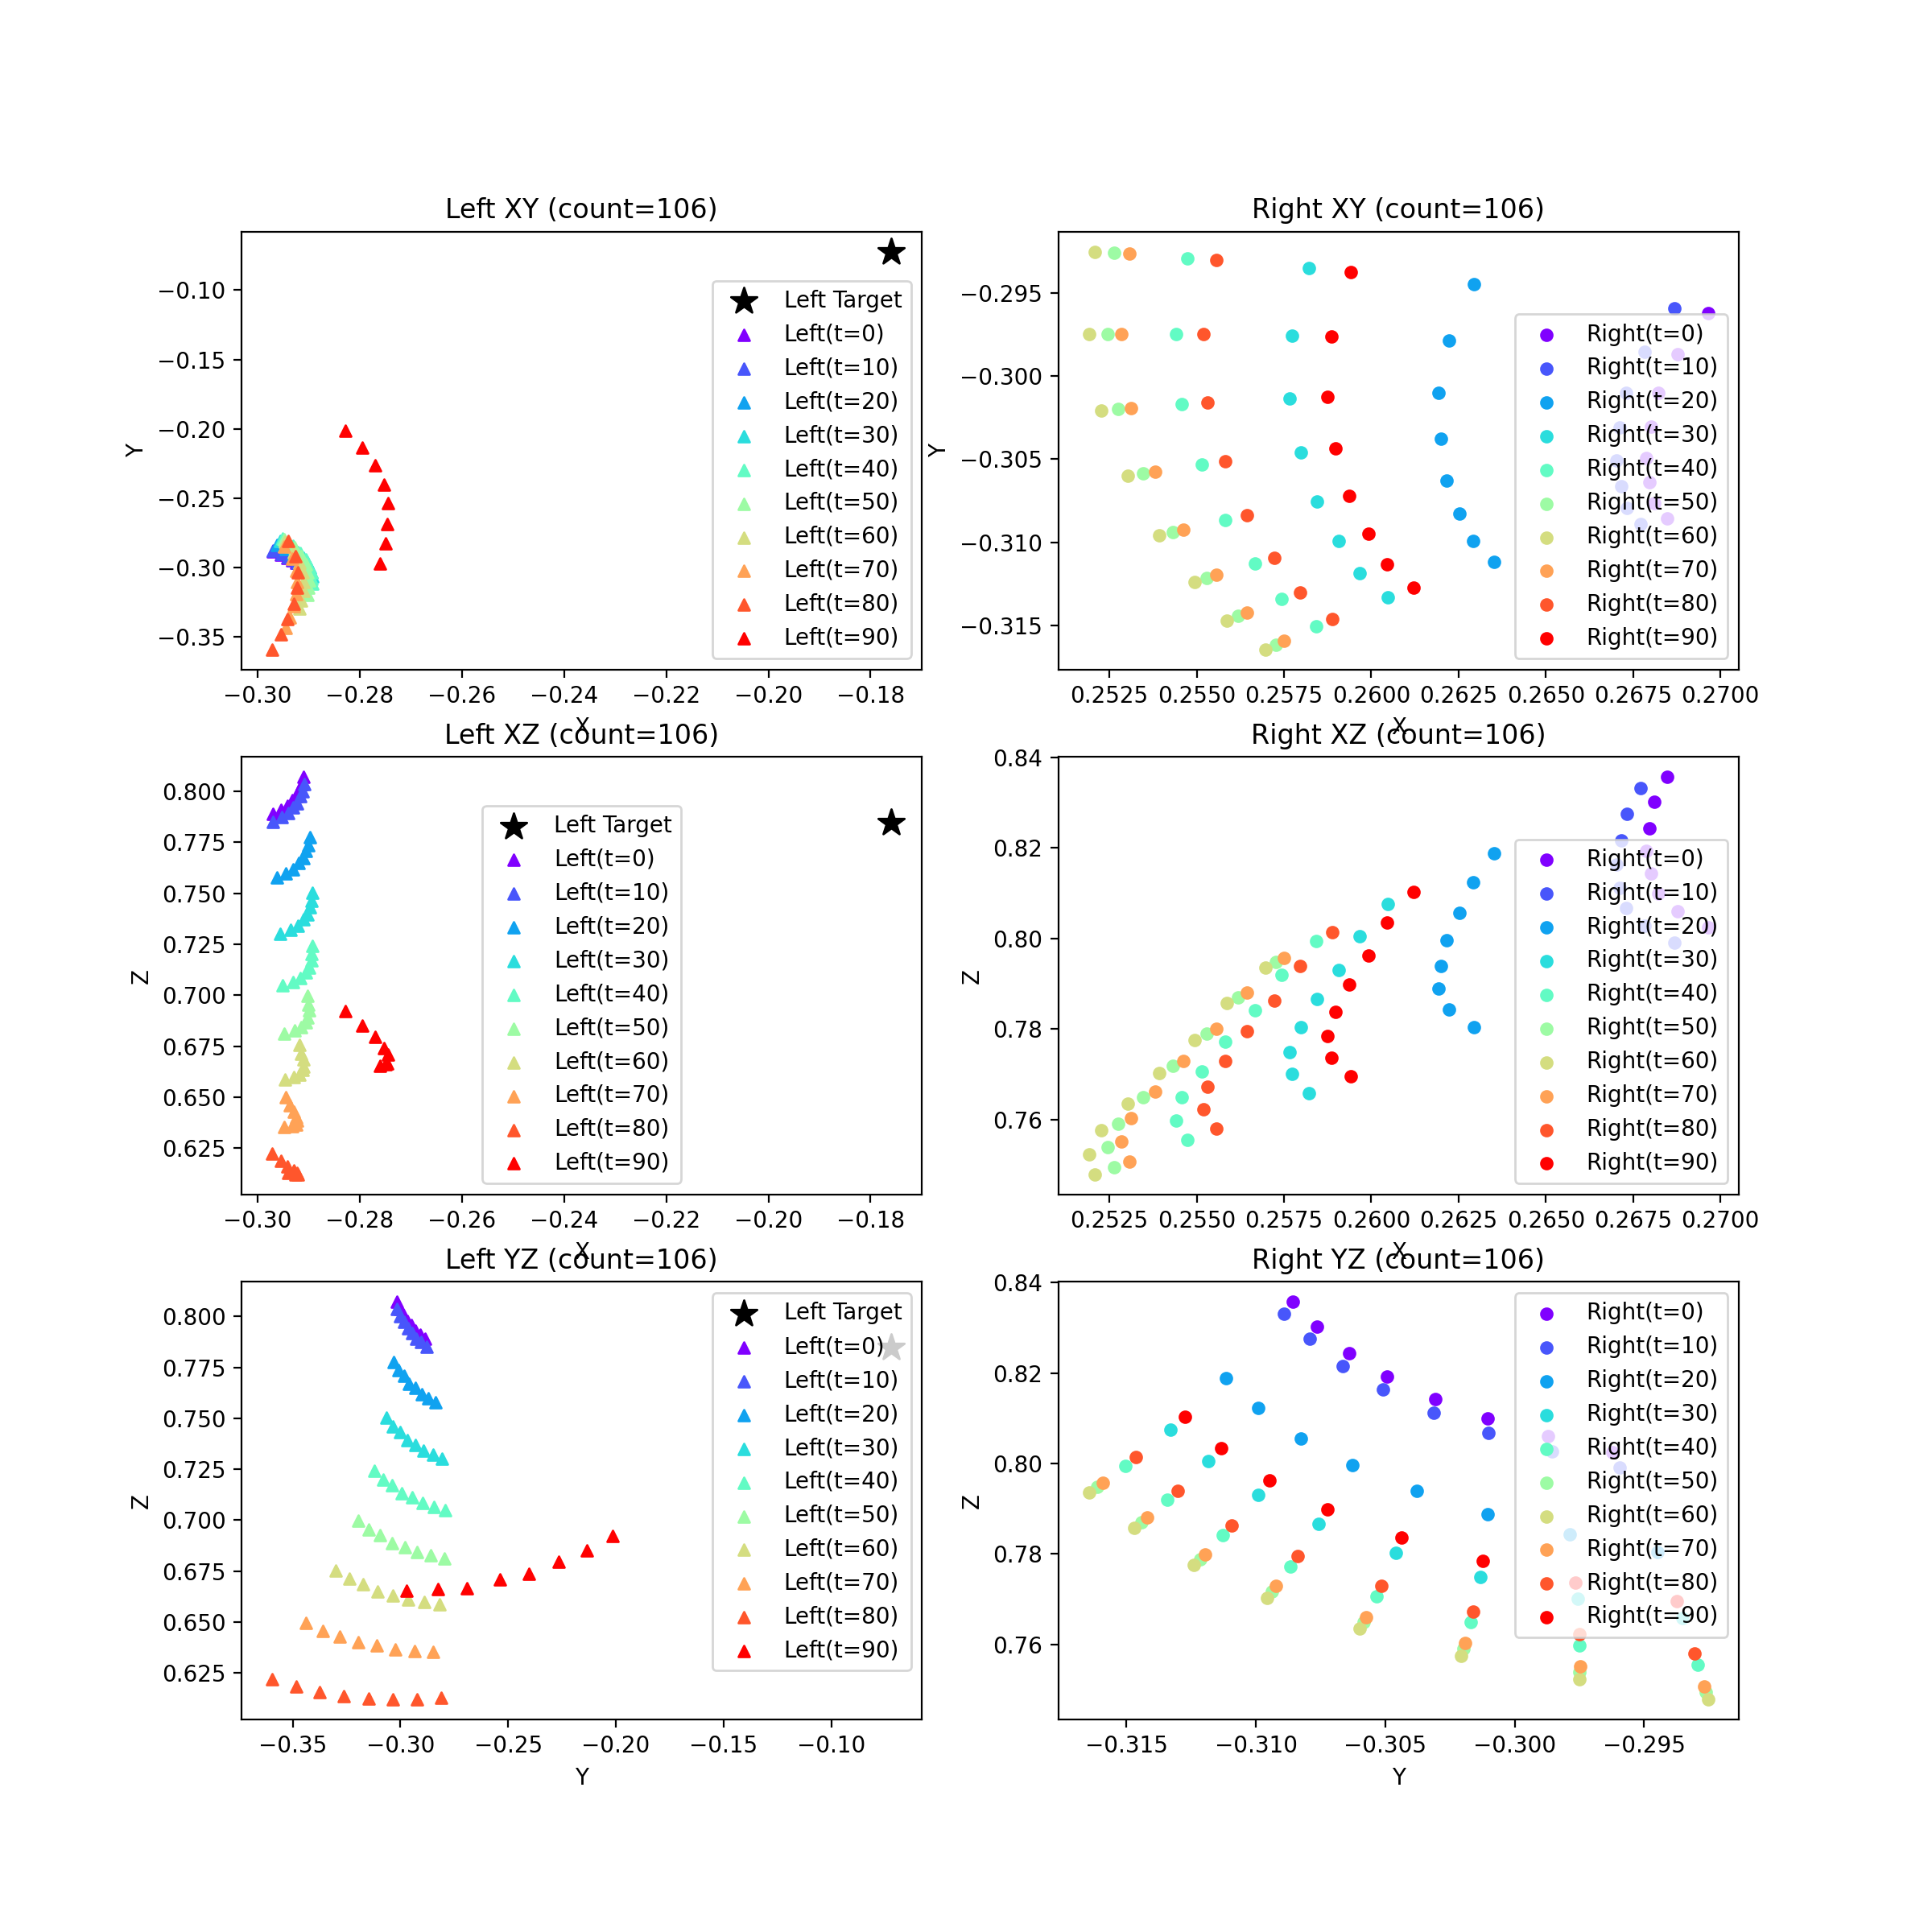 Left XY (count=106)
Y
−0.10
−0.15
−0.20
−0.25
−0.30
−0.35
Left Target
Left(t=0)
Left(t=10)
Left(t=20)
Left(t=30)
Left(t=40)
Left(t=50)
Left(t=60)
Left(t=70)
Left(t=80)
Left(t=90)
−0.30 −0.28 −0.26 −0.24 −0.22 −0.20 −0.18
X
Right XY (count=106)
Y
−0.295
−0.300
−0.305
−0.310
−0.315
Right(t=0)
Right(t=10)
Right(t=20)
Right(t=30)
Right(t=40)
Right(t=50)
Right(t=60)
Right(t=70)
Right(t=80)
Right(t=90)
0.2525 0.2550 0.2575 0.2600 0.2625 0.2650 0.2675 0.2700
X
Left XZ (count=106)
Z
0.800
0.775
0.750
0.725
0.700
0.675
0.650
0.625
Left Target
Left(t=0)
Left(t=10)
Left(t=20)
Left(t=30)
Left(t=40)
Left(t=50)
Left(t=60)
Left(t=70)
Left(t=80)
Left(t=90)
−0.30 −0.28 −0.26 −0.24 −0.22 −0.20 −0.18
X
Right XZ (count=106)
Z
0.84
0.82
0.80
0.78
0.76
Right(t=0)
Right(t=10)
Right(t=20)
Right(t=30)
Right(t=40)
Right(t=50)
Right(t=60)
Right(t=70)
Right(t=80)
Right(t=90)
0.2525 0.2550 0.2575 0.2600 0.2625 0.2650 0.2675 0.2700
X
Left YZ (count=106)
Z
0.800
0.775
0.750
0.725
0.700
0.675
0.650
0.625
Left Target
Left(t=0)
Left(t=10)
Left(t=20)
Left(t=30)
Left(t=40)
Left(t=50)
Left(t=60)
Left(t=70)
Left(t=80)
Left(t=90)
−0.35 −0.30 −0.25 −0.20 −0.15 −0.10
Y
Right YZ (count=106)
Z
0.84
0.82
0.80
0.78
0.76
Right(t=0)
Right(t=10)
Right(t=20)
Right(t=30)
Right(t=40)
Right(t=50)
Right(t=60)
Right(t=70)
Right(t=80)
Right(t=90)
−0.315 −0.310 −0.305 −0.300 −0.295
Y